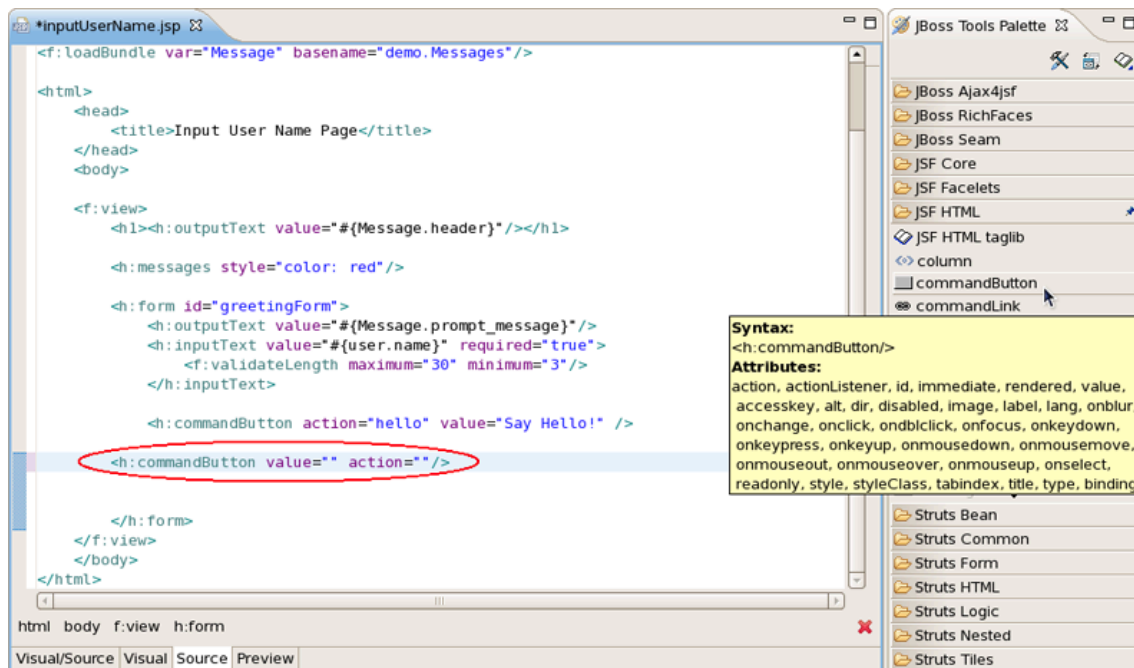 *inputUserName.jsp
<f:loadBundle var="Message" basename="demo.Messages"/>
<html>
<head>
<title>Input User Name Page</title>
</head>
<body>
<f:view>
<h1><h:outputText value="#{Message.header}"/></h1>
<h:messages style="color: red"/>
<h:form id="greetingForm">
<h:outputText value="#{Message.prompt_message}"/>
<h:inputText value="#{user.name}" required="true">
<f:validateLength maximum="30" minimum="3"/>
</h:inputText>
<h:commandButton action="hello" value="Say Hello!" />
<h:commandButton value="" action=""/>
</h:form>
</f:view>
</body>
</html>
html body f:view h:form
Visual/Source Visual Source Preview
JBoss Tools Palette
JBoss Ajax4jsf
JBoss RichFaces
JBoss Seam
JSF Core
JSF Facelets
JSF HTML
JSF HTML taglib
column
commandButton
commandLink
Syntax:
<h:commandButton/>
Attributes:
action, actionListener, id, immediate, rendered, value,
accesskey, alt, dir, disabled, image, label, lang, onblur,
onchange, onclick, ondblclick, onfocus, onkeydown,
onkeypress, onkeyup, onmousedown, onmousemove,
onmouseout, onmouseover, onmouseup, onselect,
readonly, style, styleClass, tabindex, title, type, binding
Struts Bean
Struts Common
Struts Form
Struts HTML
Struts Logic
Struts Nested
Struts Tiles